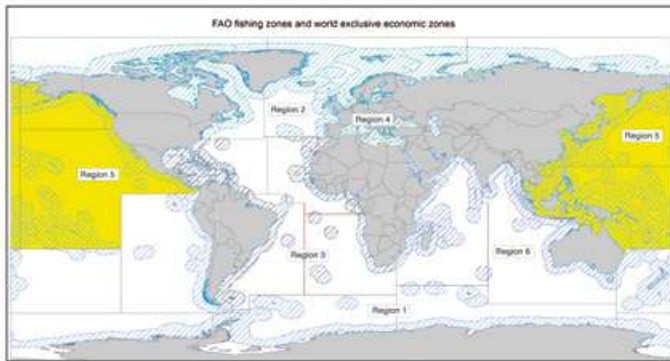 FAO fishing zones and world exclusive economic zones
Region 2
Region 4
Region 5
Region 5
Region 3
Region 6
Region 1